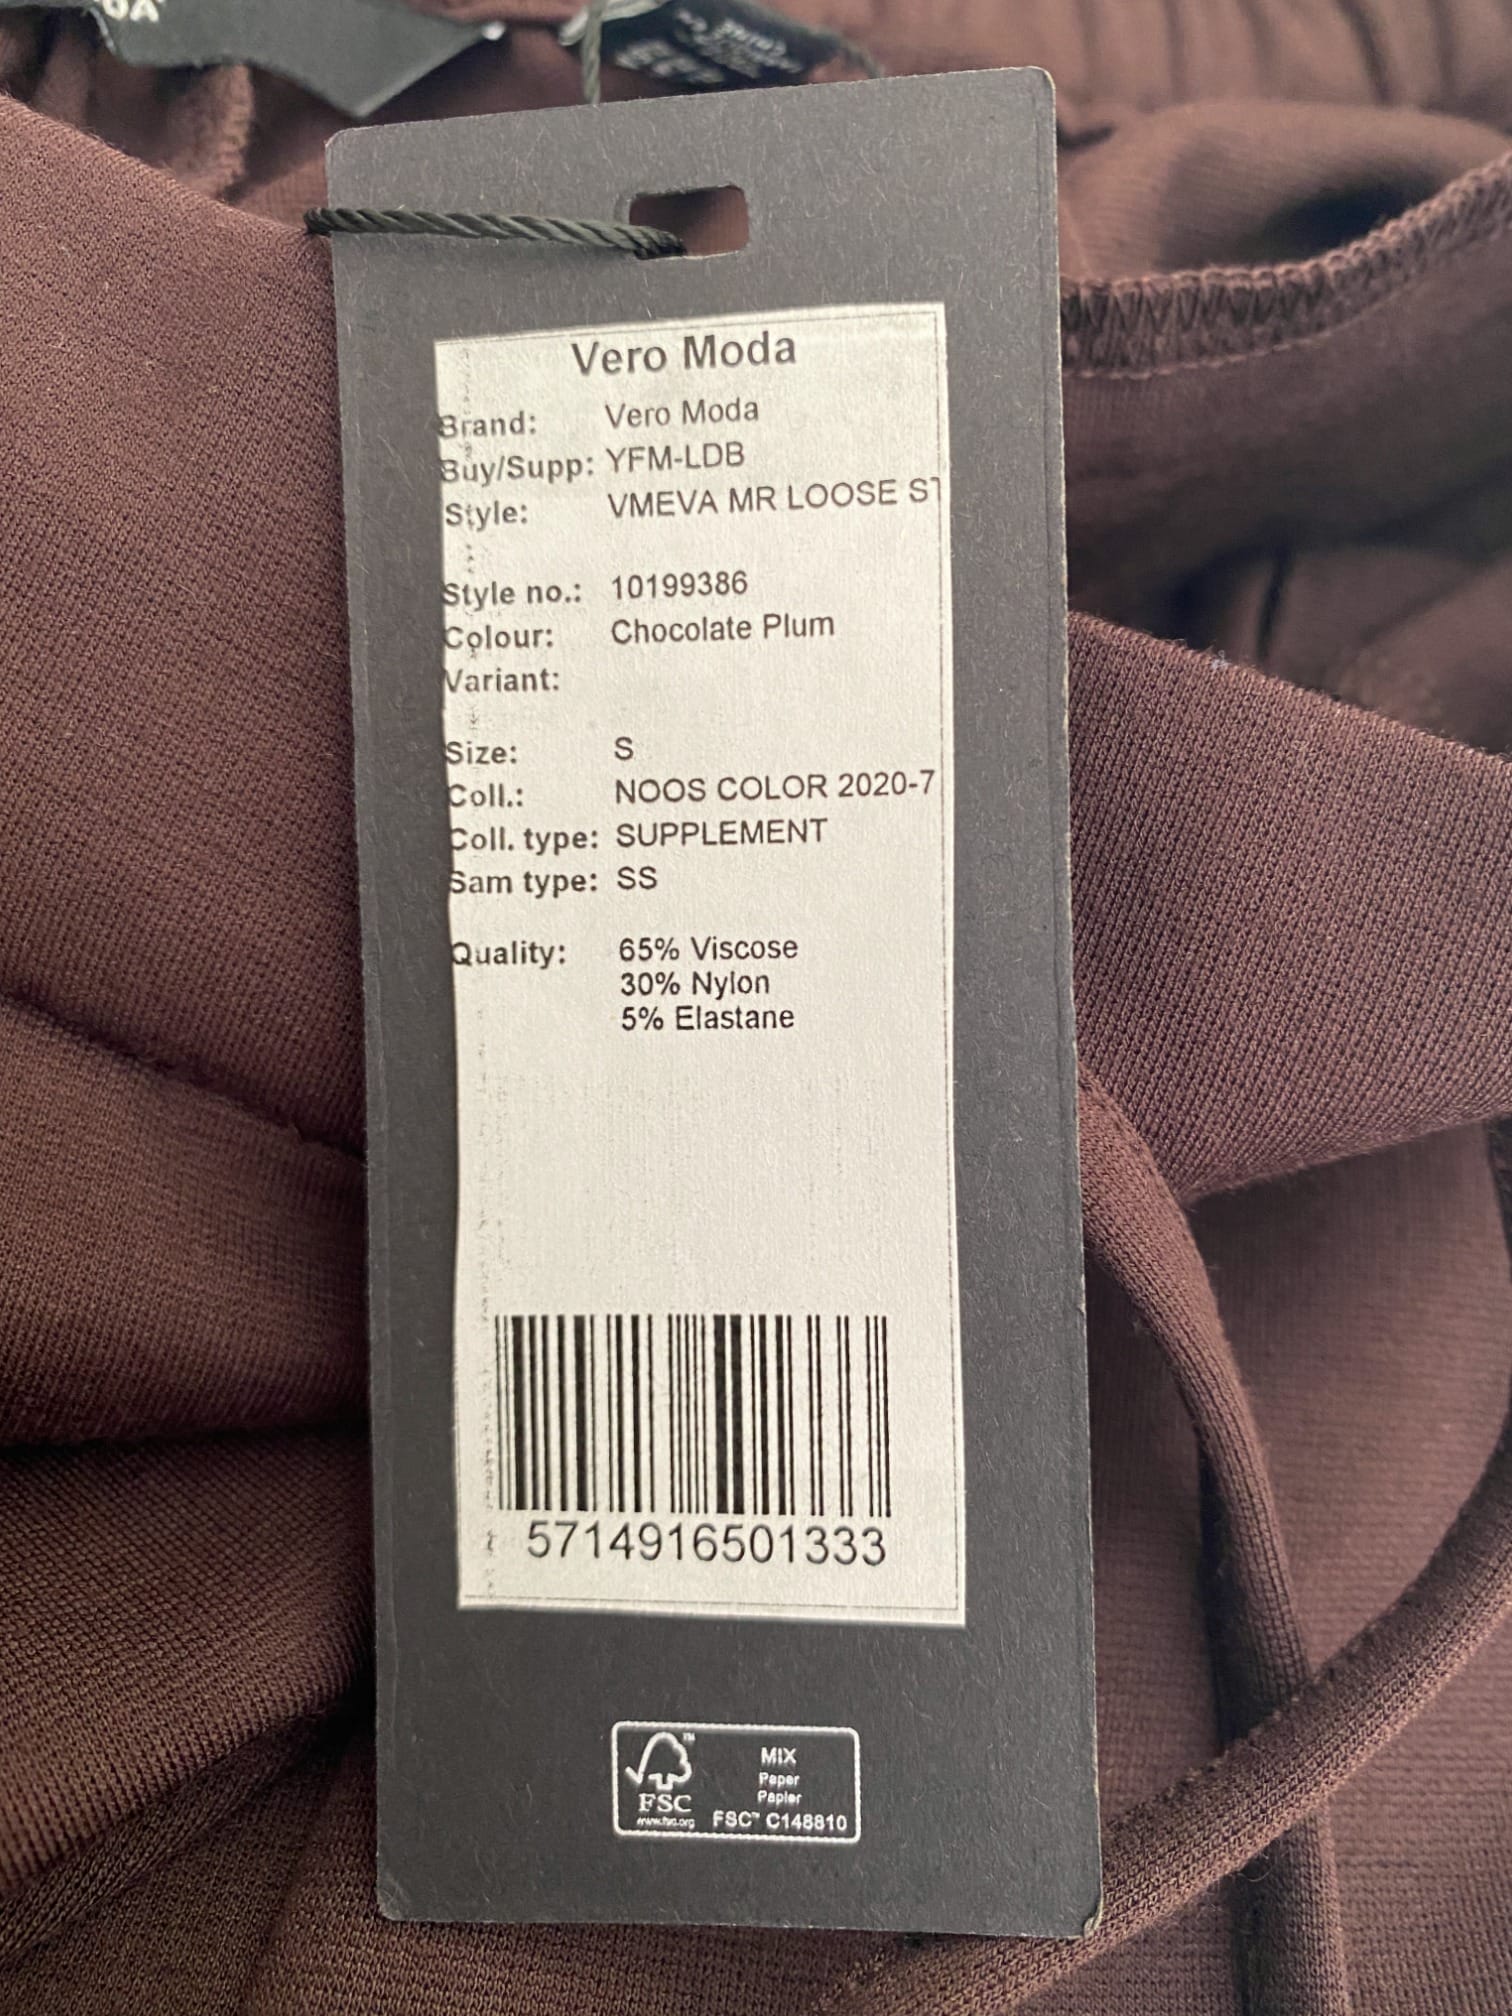 Vero Moda
Brand: Vero Moda
Buy/Supp: YFM-LDB
Style: VMEVA MR LOOSE ST
Style no.: 10199386
Colour: Chocolate Plum
Variant:
Size: S
Coll.: NOOS COLOR 2020-7
Coll. type: SUPPLEMENT
Sam type: SS
Quality: 65% Viscose
30% Nylon
5% Elastane
5714916501333
MIX
Paper
Papier
FSC™ C148810
FSC™
www.fsc.org